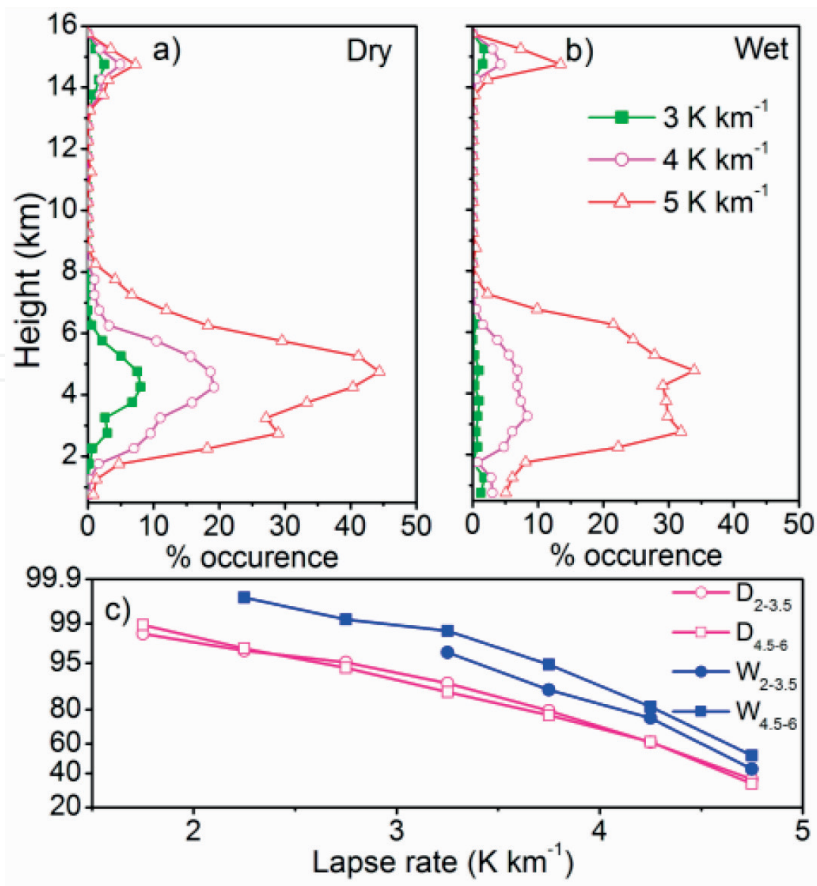 a) Dry
b) Wet
16
14
12
10
8
6
4
2
Height (km)
3 K km⁻¹
4 K km⁻¹
5 K km⁻¹
0 10 20 30 40 50
0 10 20 30 40 50
% occurence
% occurence
c)
99.9
99
95
80
60
40
20
D₂₋₃.₅
D₄.₅₋₆
W₂₋₃.₅
W₄.₅₋₆
2 3 4 5
Lapse rate (K km⁻¹)